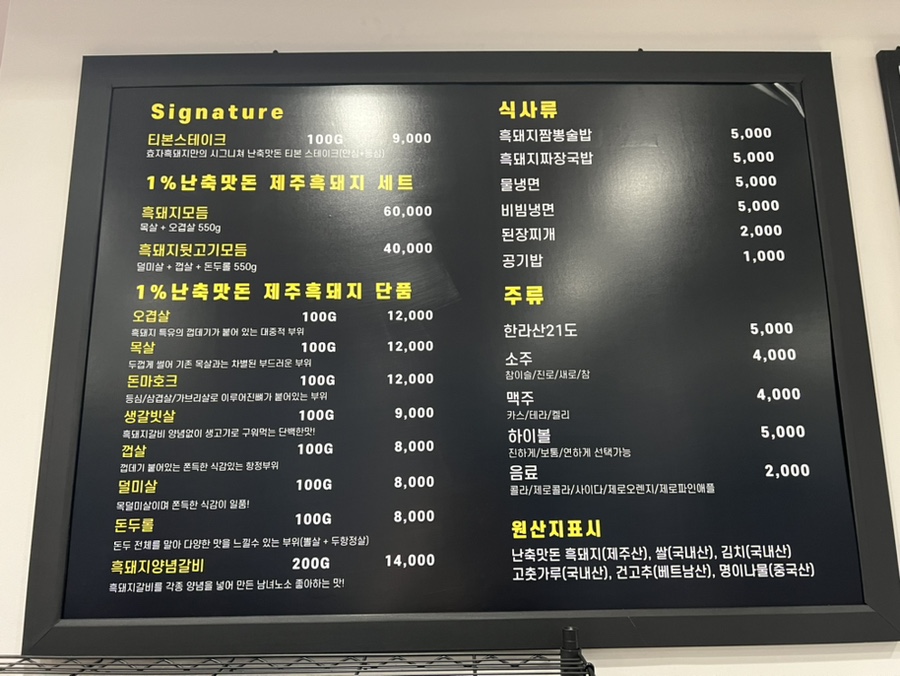 Signature
티본스테이크 100G 9,000
효자흑돼지만의 시그니쳐 난축맛돈 티본 스테이크(안심+등심)
1%난축맛돈 제주흑돼지 세트
흑돼지모듬 60,000
목살 + 오겹살 550g
흑돼지뒷고기모듬 40,000
덜미살 + 껍살 + 돈두롤 550g
1%난축맛돈 제주흑돼지 단품
오겹살 100G 12,000
흑돼지 특유의 껍데기가 붙어 있는 대중적 부위
목살 100G 12,000
두껍게 썰어 기존 목살과는 차별된 부드러운 부위
돈마호크 100G 12,000
등심/삼겹살/가브리살로 이루어진뼈가 붙어있는 부위
생갈빗살 100G 9,000
흑돼지갈비 양념없이 생고기로 구워먹는 단백한맛!
껍살 100G 8,000
껍데기 붙어있는 쫀득한 식감있는 항정부위
덜미살 100G 8,000
목덜미살이며 쫀득한 식감이 일품!
돈두롤 100G 8,000
돈두 전체를 말아 다양한 맛을 느낄수 있는 부위(뽈살 + 두항정살)
흑돼지양념갈비 200G 14,000
흑돼지갈비를 각종 양념을 넣어 만든 남녀노소 좋아하는 맛!
식사류
흑돼지짬뽕술밥 5,000
흑돼지짜장국밥 5,000
물냉면 5,000
비빔냉면 5,000
된장찌개 2,000
공기밥 1,000
주류
한라산21도 5,000
소주 4,000
참이슬/진로/새로/참
맥주 4,000
카스/테라/켈리
하이볼 5,000
진하게/보통/연하게 선택가능
음료 2,000
콜라/제로콜라/사이다/제로오렌지/제로파인애플
원산지표시
난축맛돈 흑돼지(제주산), 쌀(국내산), 김치(국내산)
고춧가루(국내산), 건고추(베트남산), 명이나물(중국산)